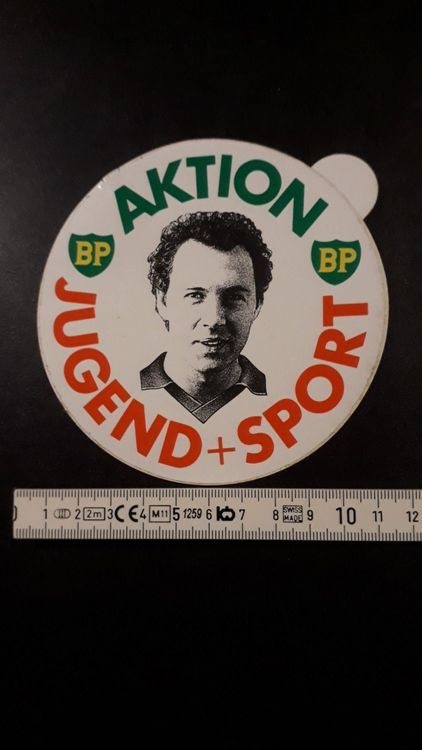 AKTION
BP
BP
JUGEND + SPORT
1 2 2m 3 CE 4 M11 5 1259 6 7 8 SWISS MADE 9 10 11 12